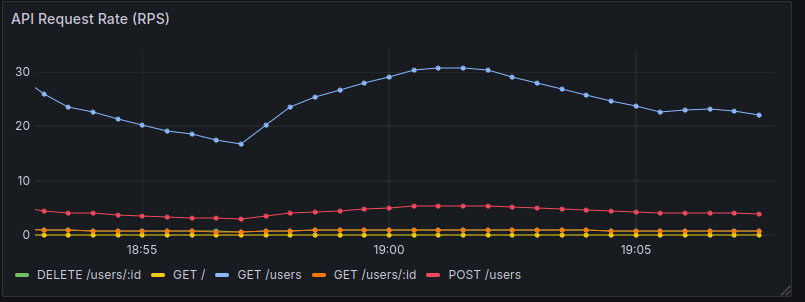 API Request Rate (RPS)
30
20
10
0
18:55 19:00 19:05
DELETE /users/:id GET / GET /users GET /users/:id POST /users